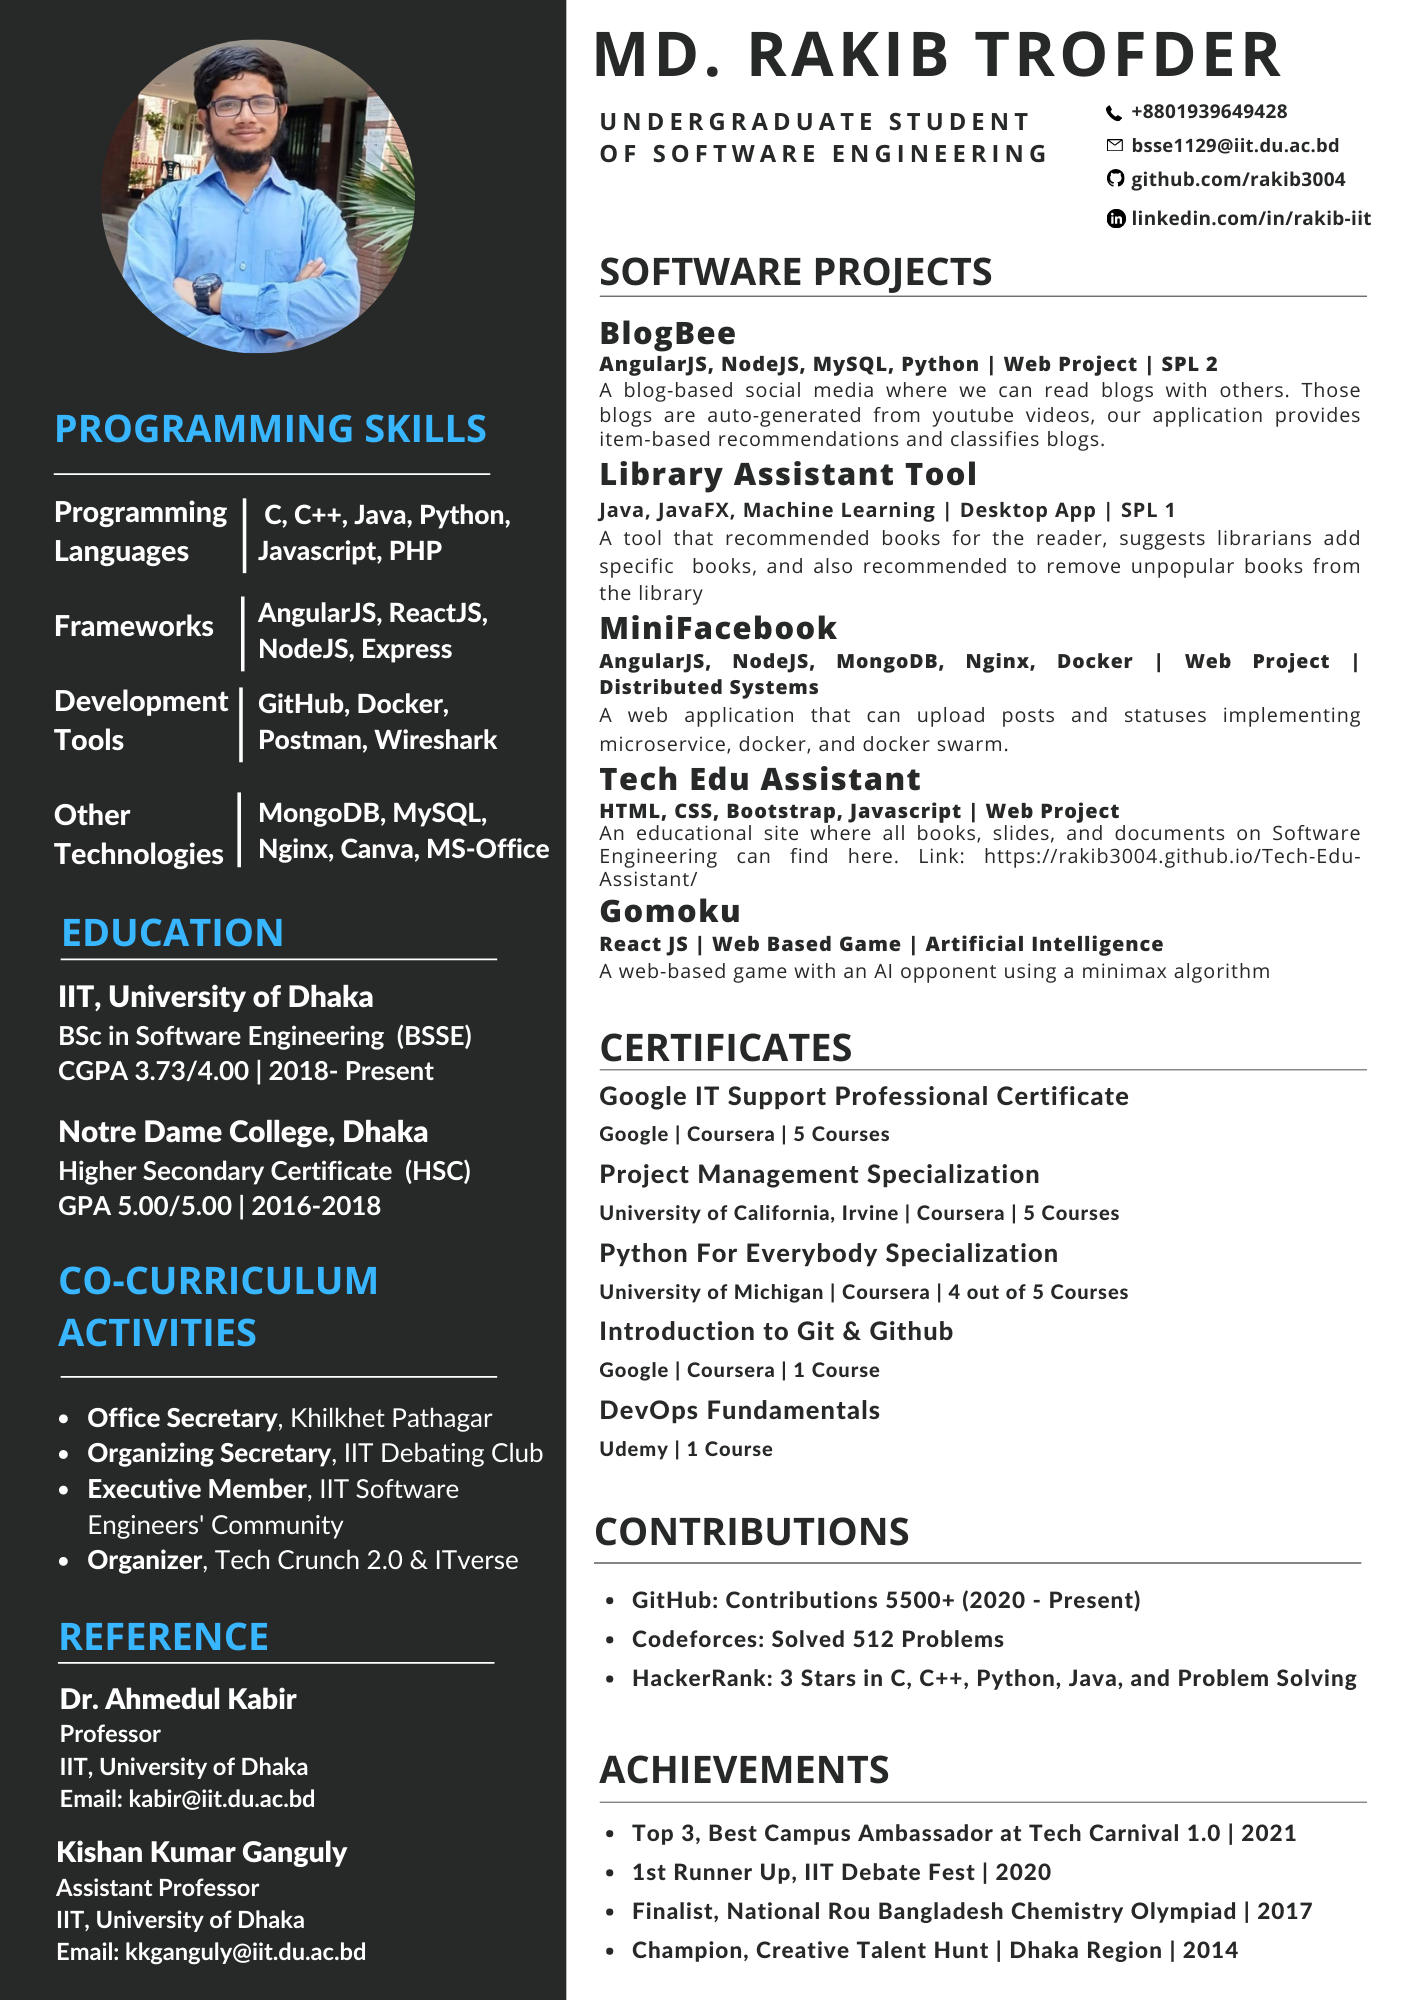 MD. RAKIB TROFDER
UNDERGRADUATE STUDENT
OF SOFTWARE ENGINEERING
+8801939649428
bsse1129@iit.du.ac.bd
github.com/rakib3004
linkedin.com/in/rakib-iit
PROGRAMMING SKILLS
Programming
Languages
C, C++, Java, Python,
Javascript, PHP
Frameworks
AngularJS, ReactJS,
NodeJS, Express
Development
Tools
GitHub, Docker,
Postman, Wireshark
Other
Technologies
MongoDB, MySQL,
Nginx, Canva, MS-Office
EDUCATION
IIT, University of Dhaka
BSc in Software Engineering (BSSE)
CGPA 3.73/4.00 | 2018- Present
Notre Dame College, Dhaka
Higher Secondary Certificate (HSC)
GPA 5.00/5.00 | 2016-2018
CO-CURRICULUM
ACTIVITIES
• Office Secretary, Khilkhet Pathagar
• Organizing Secretary, IIT Debating Club
• Executive Member, IIT Software
Engineers' Community
• Organizer, Tech Crunch 2.0 & ITverse
REFERENCE
Dr. Ahmedul Kabir
Professor
IIT, University of Dhaka
Email: kabir@iit.du.ac.bd
Kishan Kumar Ganguly
Assistant Professor
IIT, University of Dhaka
Email: kkganguly@iit.du.ac.bd
SOFTWARE PROJECTS
BlogBee
AngularJS, NodeJS, MySQL, Python | Web Project | SPL 2
A blog-based social media where we can read blogs with others. Those
blogs are auto-generated from youtube videos, our application provides
item-based recommendations and classifies blogs.
Library Assistant Tool
Java, JavaFX, Machine Learning | Desktop App | SPL 1
A tool that recommended books for the reader, suggests librarians add
specific books, and also recommended to remove unpopular books from
the library
MiniFacebook
AngularJS, NodeJS, MongoDB, Nginx, Docker | Web Project |
Distributed Systems
A web application that can upload posts and statuses implementing
microservice, docker, and docker swarm.
Tech Edu Assistant
HTML, CSS, Bootstrap, Javascript | Web Project
An educational site where all books, slides, and documents on Software
Engineering can find here. Link: https://rakib3004.github.io/Tech-Edu-
Assistant/
Gomoku
React JS | Web Based Game | Artificial Intelligence
A web-based game with an AI opponent using a minimax algorithm
CERTIFICATES
Google IT Support Professional Certificate
Google | Coursera | 5 Courses
Project Management Specialization
University of California, Irvine | Coursera | 5 Courses
Python For Everybody Specialization
University of Michigan | Coursera | 4 out of 5 Courses
Introduction to Git & Github
Google | Coursera | 1 Course
DevOps Fundamentals
Udemy | 1 Course
CONTRIBUTIONS
• GitHub: Contributions 5500+ (2020 - Present)
• Codeforces: Solved 512 Problems
• HackerRank: 3 Stars in C, C++, Python, Java, and Problem Solving
ACHIEVEMENTS
• Top 3, Best Campus Ambassador at Tech Carnival 1.0 | 2021
• 1st Runner Up, IIT Debate Fest | 2020
• Finalist, National Rou Bangladesh Chemistry Olympiad | 2017
• Champion, Creative Talent Hunt | Dhaka Region | 2014